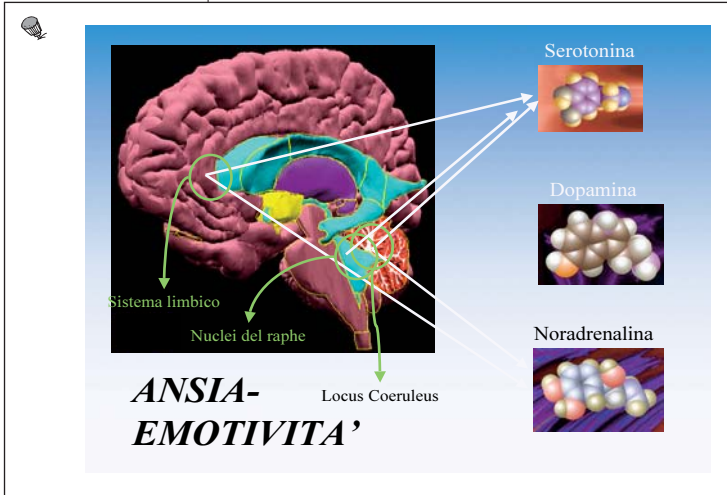 Serotonina
Dopamina
Sistema limbico
Nuclei del raphe
Noradrenalina
Locus Coeruleus
ANSIA-
EMOTIVITA’